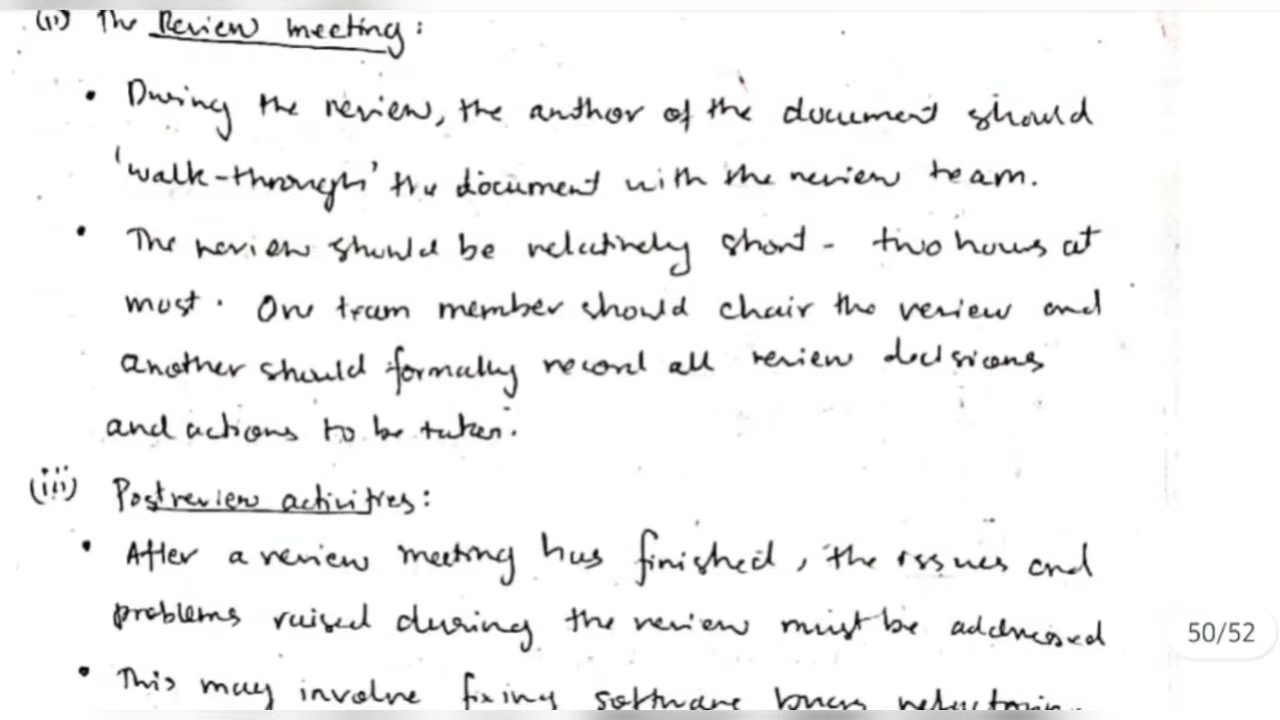 (ii) The Review meeting:
• During the review, the author of the document should
'walk-through' the document with the review team.
• The review should be relatively short - two hours at
most. One team member should chair the review and
another should formally record all review decisions
and actions to be taken.
(iii) Postreview activities:
• After a review meeting has finished, the issues and
problems raised during the review must be addressed
50/52
• This may involve fixing software bugs, refactoring